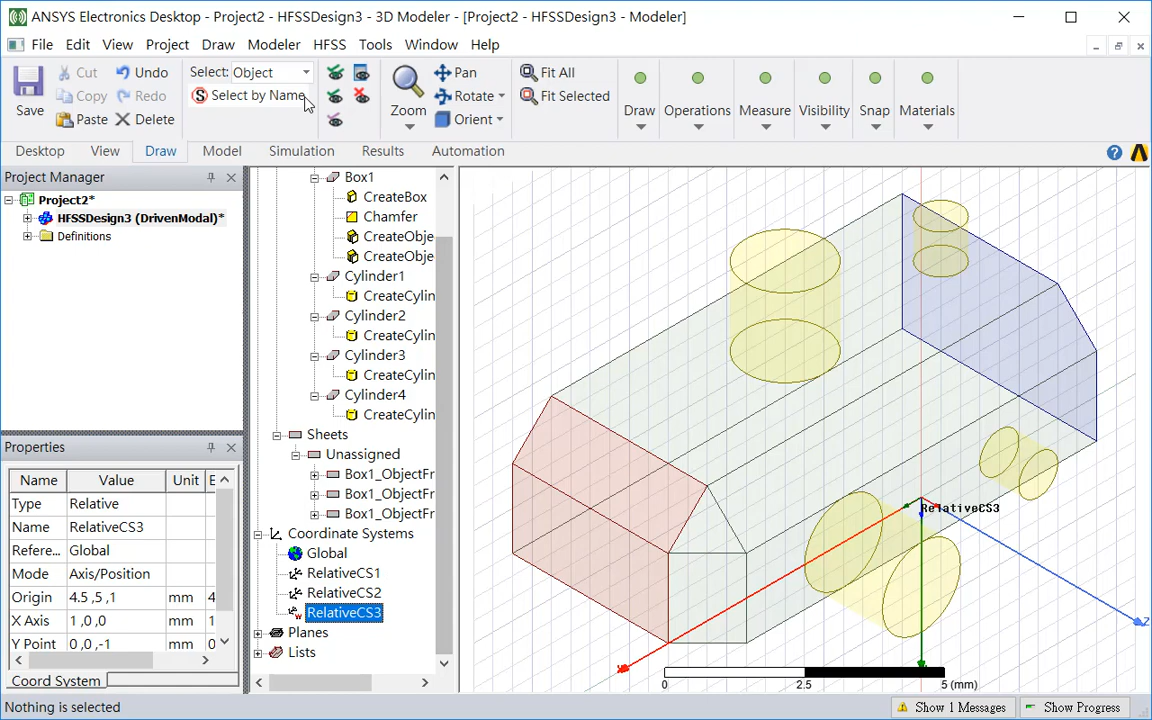 ANSYS Electronics Desktop - Project2 - HFSSDesign3 - 3D Modeler - [Project2 - HFSSDesign3 - Modeler]
File Edit View Project Draw Modeler HFSS Tools Window Help
Save
Cut
Copy
Paste
Undo
Redo
Delete
Select: Object
Select by Name
Zoom
Pan
Rotate
Orient
Fit All
Fit Selected
Draw
Operations
Measure
Visibility
Snap
Materials
Desktop View Draw Model Simulation Results Automation
Project Manager
Project2*
HFSSDesign3 (DrivenModal)*
Definitions
Box1
CreateBox
Chamfer
CreateObje
CreateObje
Cylinder1
CreateCylin
Cylinder2
CreateCylin
Cylinder3
CreateCylin
Cylinder4
CreateCylin
Sheets
Unassigned
Box1_ObjectFr
Box1_ObjectFr
Box1_ObjectFr
Coordinate Systems
Global
RelativeCS1
RelativeCS2
RelativeCS3
Planes
Lists
Properties
Name Value Unit E
Type Relative
Name RelativeCS3
Refere... Global
Mode Axis/Position
Origin 4.5 ,5 ,1 mm 4
X Axis 1 ,0 ,0 mm 1
Y Point 0 ,0 ,-1 mm 0
Coord System
RelativeCS3
Z
0 2.5 5 (mm)
Nothing is selected
Show 1 Messages
Show Progress